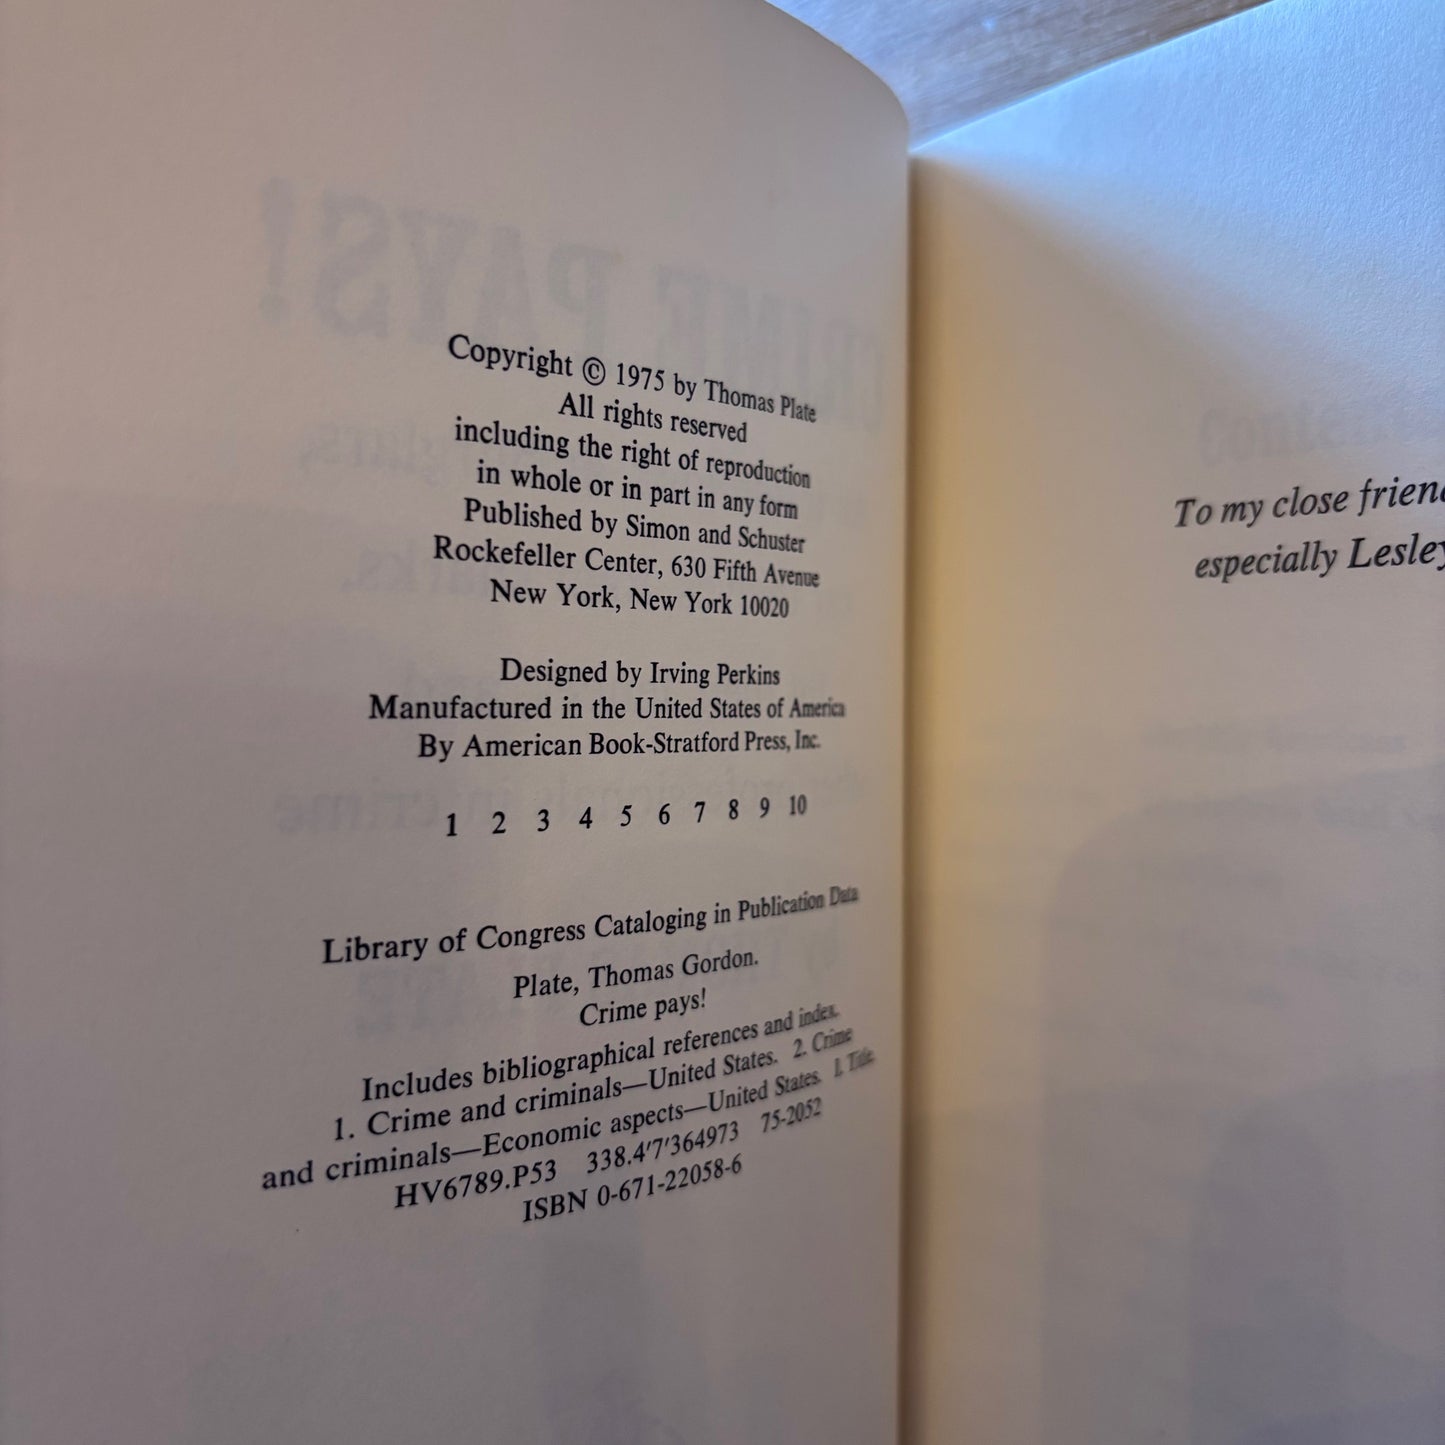 Copyright © 1975 by Thomas Plate
All rights reserved
including the right of reproduction
in whole or in part in any form
Published by Simon and Schuster
Rockefeller Center, 630 Fifth Avenue
New York, New York 10020
Designed by Irving Perkins
Manufactured in the United States of America
By American Book-Stratford Press, Inc.
1 2 3 4 5 6 7 8 9 10
Library of Congress Cataloging in Publication Data
Plate, Thomas Gordon.
Crime pays!
Includes bibliographical references and index.
1. Crime and criminals—United States. 2. Crime
and criminals—Economic aspects—United States. I. Title.
HV6789.P53 338.4'7'364973 75-2052
ISBN 0-671-22058-6
To my close
especially Lesley